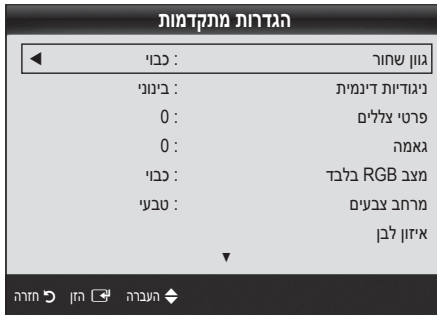 הגדרות מתקדמות
גוון שחור : כבוי
ניגודיות דינמית : בינוני
פרטי צללים : 0
גאמה : 0
מצב RGB בלבד : כבוי
מרחב צבעים : טבעי
איזון לבן
העברה הזן חזרה